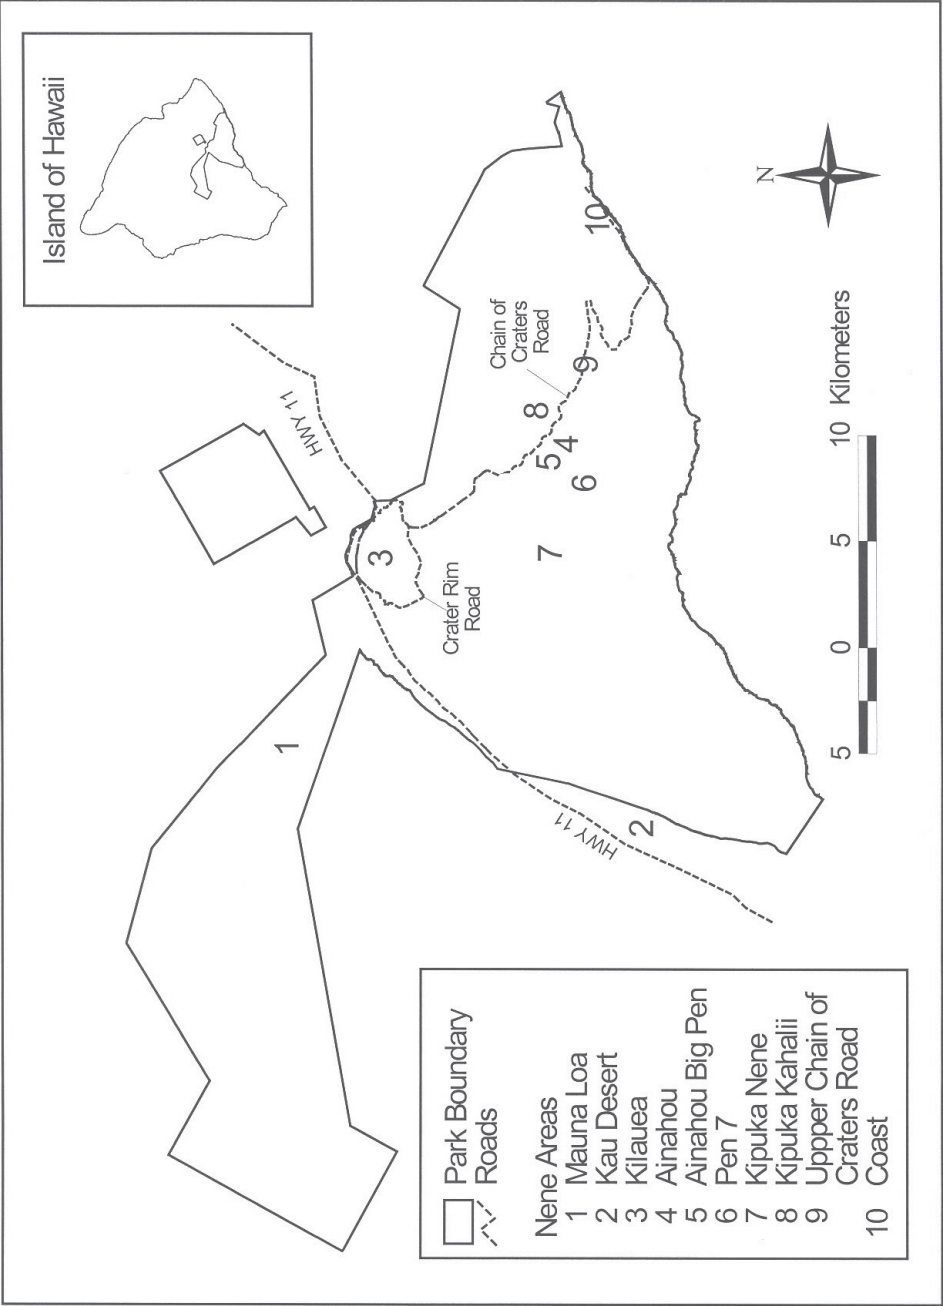 Island of Hawaii
N
HWY 11
Chain of
Craters
Road
Crater Rim
Road
HWY 11
1
2
3
4
5
6
7
8
9
10
5 0 5 10 Kilometers
Park Boundary
Roads
Nene Areas
1 Mauna Loa
2 Kau Desert
3 Kilauea
4 Ainahou
5 Ainahou Big Pen
6 Pen 7
7 Kipuka Nene
8 Kipuka Kahalii
9 Uppper Chain of
Craters Road
10 Coast